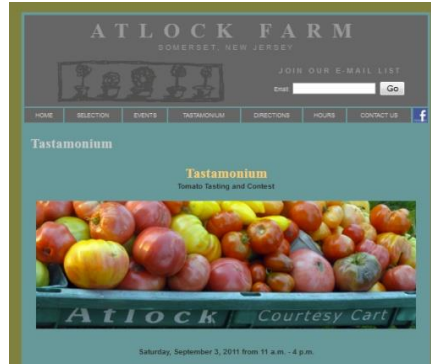 ATLOCK FARM
SOMERSET, NEW JERSEY
JOIN OUR E-MAIL LIST
Email: Go
HOME SELECTION EVENTS TASTAMONIUM DIRECTIONS HOURS CONTACT US f
Tastamonium
Tastamonium
Tomato Tasting and Contest
Atlock Courtesy Cart
Saturday, September 3, 2011 from 11 a.m. - 4 p.m.